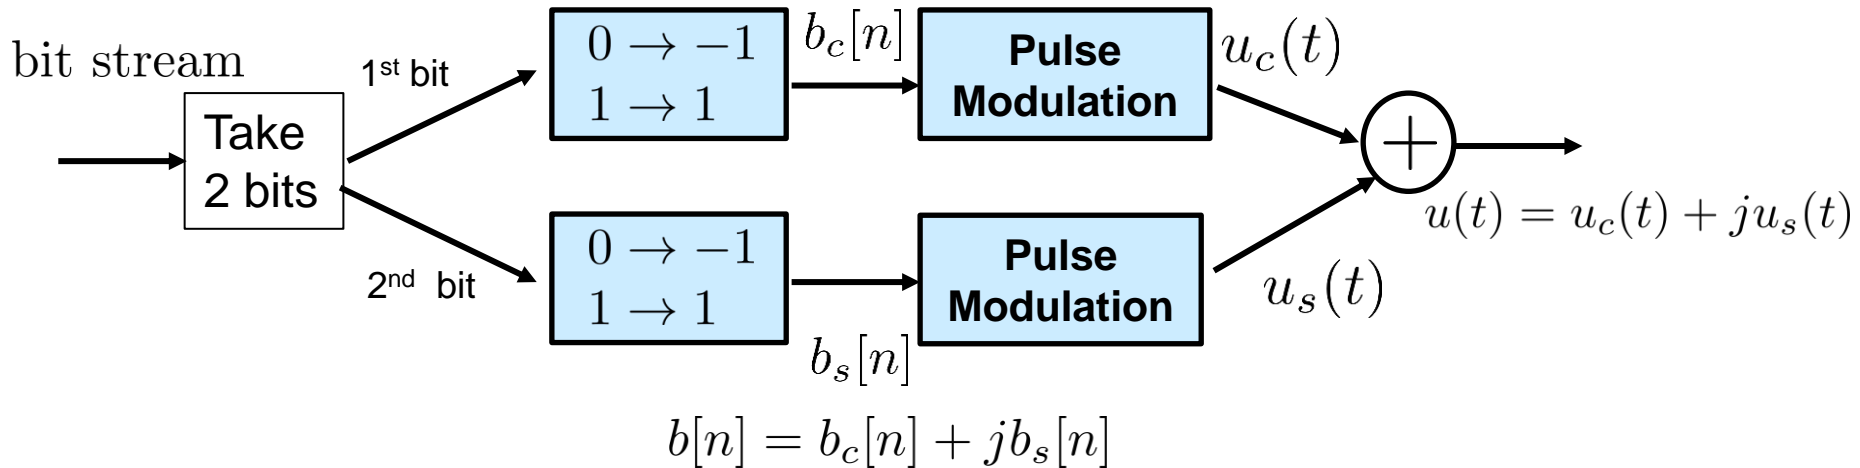 bit stream
Take
2 bits
1st bit
2nd bit
0 → −1
1 → 1
b_c[n]
Pulse
Modulation
u_c(t)
0 → −1
1 → 1
b_s[n]
Pulse
Modulation
u_s(t)
+
u(t) = u_c(t) + ju_s(t)
b[n] = b_c[n] + jb_s[n]